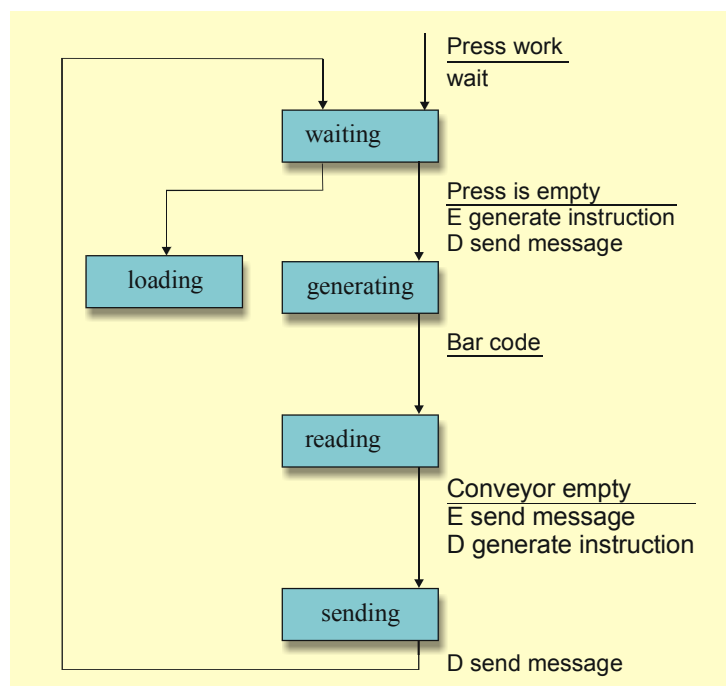 Press work
wait
waiting
Press is empty
E generate instruction
D send message
loading
generating
Bar code
reading
Conveyor empty
E send message
D generate instruction
sending
D send message